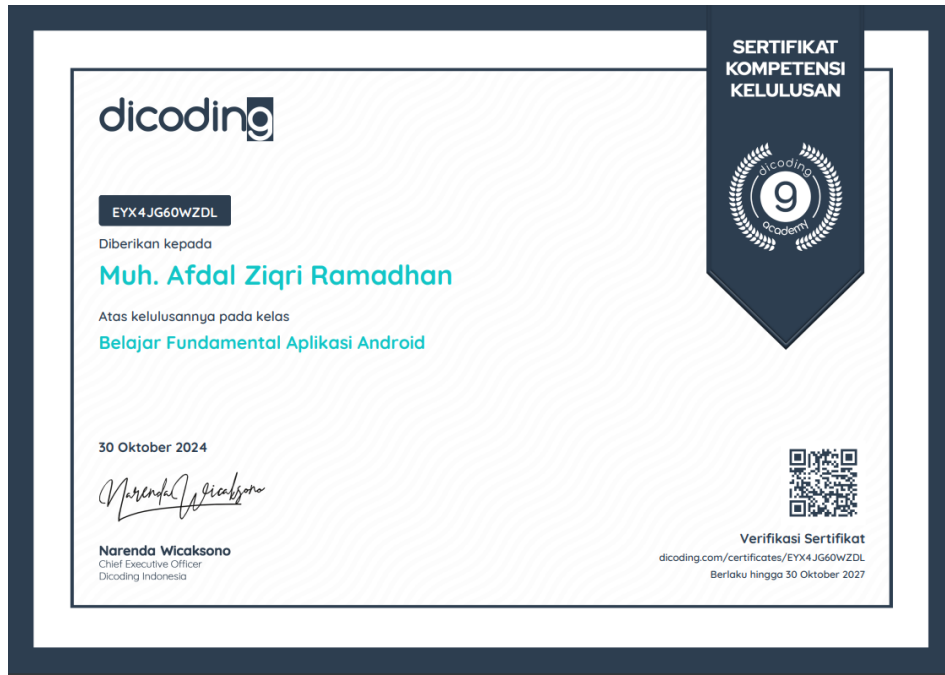 SERTIFIKAT
KOMPETENSI
KELULUSAN
dicoding
dicoding
academy
EYX4JG60WZDL
Diberikan kepada
Muh. Afdal Ziqri Ramadhan
Atas kelulusannya pada kelas
Belajar Fundamental Aplikasi Android
30 Oktober 2024
Narenda Wicaksono
Narenda Wicaksono
Chief Executive Officer
Dicoding Indonesia
Verifikasi Sertifikat
dicoding.com/certificates/EYX4JG60WZDL
Berlaku hingga 30 Oktober 2027